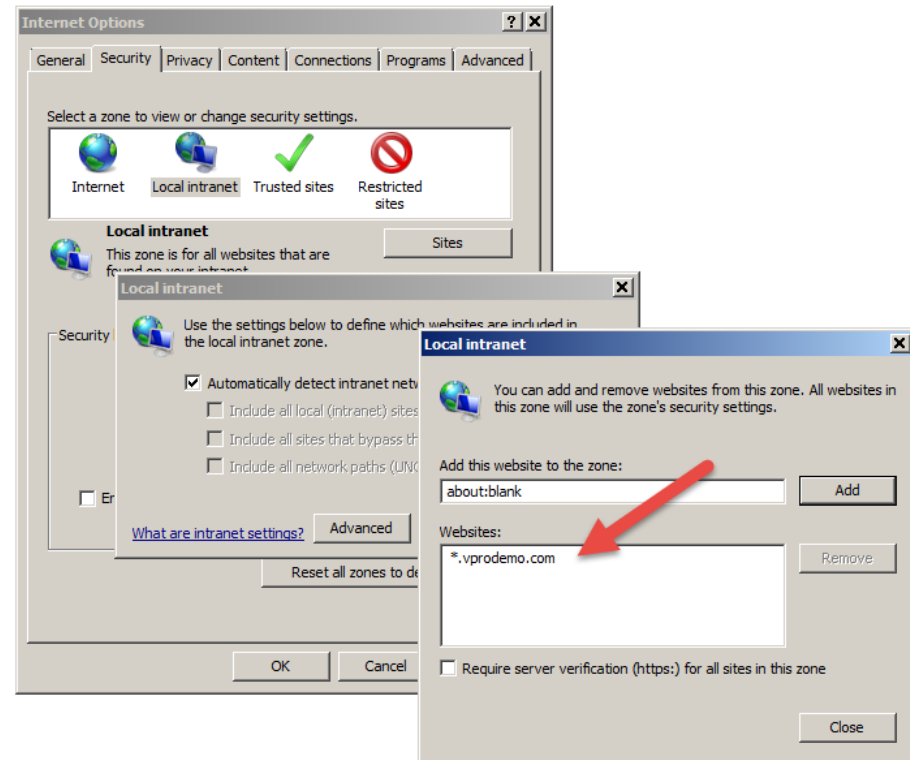 Internet Options
General Security Privacy Content Connections Programs Advanced
Select a zone to view or change security settings.
Internet Local intranet Trusted sites Restricted
sites
Local intranet
This zone is for all websites that are
found on your intranet.
Sites
Security
En
Reset all zones to de
OK Cancel
Local intranet
Use the settings below to define which websites are included in
the local intranet zone.
Automatically detect intranet netw
Include all local (intranet) sites
Include all sites that bypass th
Include all network paths (UNC
What are intranet settings? Advanced
Local intranet
You can add and remove websites from this zone. All websites in
this zone will use the zone's security settings.
Add this website to the zone:
about:blank Add
Websites:
*.vprodemo.com Remove
Require server verification (https:) for all sites in this zone
Close